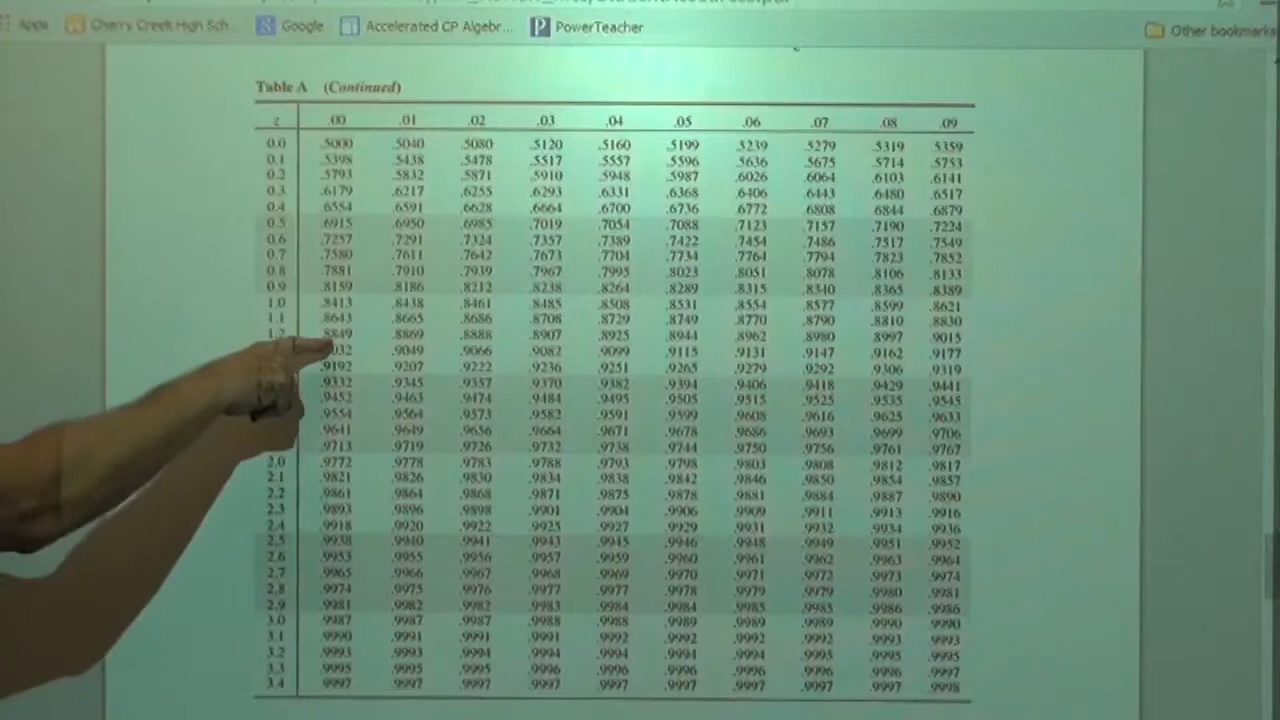 Apps Cherry Creek High Sch... Google Accelerated CP Algebr... PowerTeacher Other bookmarks
Table A (Continued)
z .00 .01 .02 .03 .04 .05 .06 .07 .08 .09
0.0 .5000 .5040 .5080 .5120 .5160 .5199 .5239 .5279 .5319 .5359
0.1 .5398 .5438 .5478 .5517 .5557 .5596 .5636 .5675 .5714 .5753
0.2 .5793 .5832 .5871 .5910 .5948 .5987 .6026 .6064 .6103 .6141
0.3 .6179 .6217 .6255 .6293 .6331 .6368 .6406 .6443 .6480 .6517
0.4 .6554 .6591 .6628 .6664 .6700 .6736 .6772 .6808 .6844 .6879
0.5 .6915 .6950 .6985 .7019 .7054 .7088 .7123 .7157 .7190 .7224
0.6 .7257 .7291 .7324 .7357 .7389 .7422 .7454 .7486 .7517 .7549
0.7 .7580 .7611 .7642 .7673 .7704 .7734 .7764 .7794 .7823 .7852
0.8 .7881 .7910 .7939 .7967 .7995 .8023 .8051 .8078 .8106 .8133
0.9 .8159 .8186 .8212 .8238 .8264 .8289 .8315 .8340 .8365 .8389
1.0 .8413 .8438 .8461 .8485 .8508 .8531 .8554 .8577 .8599 .8621
1.1 .8643 .8665 .8686 .8708 .8729 .8749 .8770 .8790 .8810 .8830
1.2 .8849 .8869 .8888 .8907 .8925 .8944 .8962 .8980 .8997 .9015
032 .9049 .9066 .9082 .9099 .9115 .9131 .9147 .9162 .9177
.9192 .9207 .9222 .9236 .9251 .9265 .9279 .9292 .9306 .9319
.9332 .9345 .9357 .9370 .9382 .9394 .9406 .9418 .9429 .9441
.9452 .9463 .9474 .9484 .9495 .9505 .9515 .9525 .9535 .9545
.9554 .9564 .9573 .9582 .9591 .9599 .9608 .9616 .9625 .9633
.9641 .9649 .9656 .9664 .9671 .9678 .9686 .9693 .9699 .9706
.9713 .9719 .9726 .9732 .9738 .9744 .9750 .9756 .9761 .9767
2.0 .9772 .9778 .9783 .9788 .9793 .9798 .9803 .9808 .9812 .9817
2.1 .9821 .9826 .9830 .9834 .9838 .9842 .9846 .9850 .9854 .9857
2.2 .9861 .9864 .9868 .9871 .9875 .9878 .9881 .9884 .9887 .9890
2.3 .9893 .9896 .9898 .9901 .9904 .9906 .9909 .9911 .9913 .9916
2.4 .9918 .9920 .9922 .9925 .9927 .9929 .9931 .9932 .9934 .9936
2.5 .9938 .9940 .9941 .9943 .9945 .9946 .9948 .9949 .9951 .9952
2.6 .9953 .9955 .9956 .9957 .9959 .9960 .9961 .9962 .9963 .9964
2.7 .9965 .9966 .9967 .9968 .9969 .9970 .9971 .9972 .9973 .9974
2.8 .9974 .9975 .9976 .9977 .9977 .9978 .9979 .9979 .9980 .9981
2.9 .9981 .9982 .9982 .9983 .9984 .9984 .9985 .9985 .9986 .9986
3.0 .9987 .9987 .9987 .9988 .9988 .9989 .9989 .9989 .9990 .9990
3.1 .9990 .9991 .9991 .9991 .9992 .9992 .9992 .9992 .9993 .9993
3.2 .9993 .9993 .9994 .9994 .9994 .9994 .9994 .9995 .9995 .9995
3.3 .9995 .9995 .9995 .9996 .9996 .9996 .9996 .9996 .9996 .9997
3.4 .9997 .9997 .9997 .9997 .9997 .9997 .9997 .9997 .9997 .9998